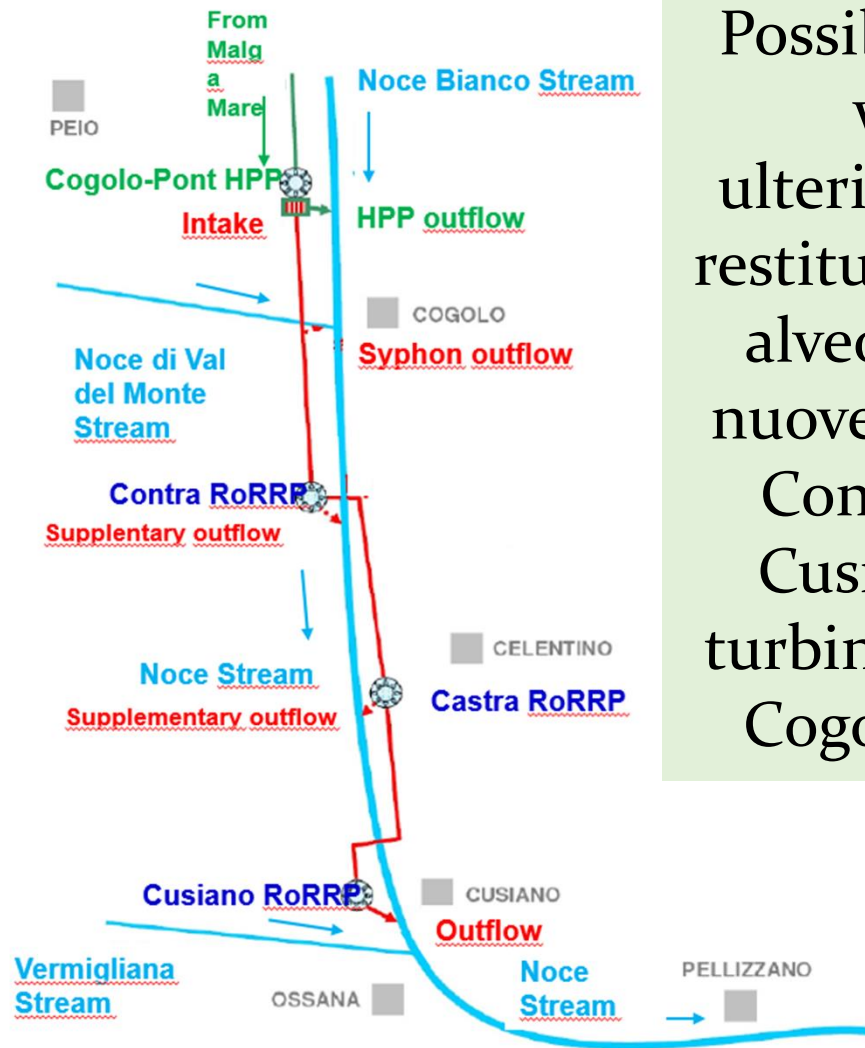 From
Malg
a
Mare
Noce Bianco Stream
PEIO
Cogolo-Pont HPP
Intake
HPP outflow
COGOLO
Syphon outflow
Noce di Val
del Monte
Stream
Contra RoRRP
Supplentary outflow
CELENTINO
Noce Stream
Castra RoRRP
Supplementary outflow
Cusiano RoRRP
CUSIANO
Outflow
Vermigliana
Stream
OSSANA
Noce
Stream
PELLIZZANO
Possib
v
ulteri
restitu
alveo
nuove
Con
Cusi
turbin
Cogo